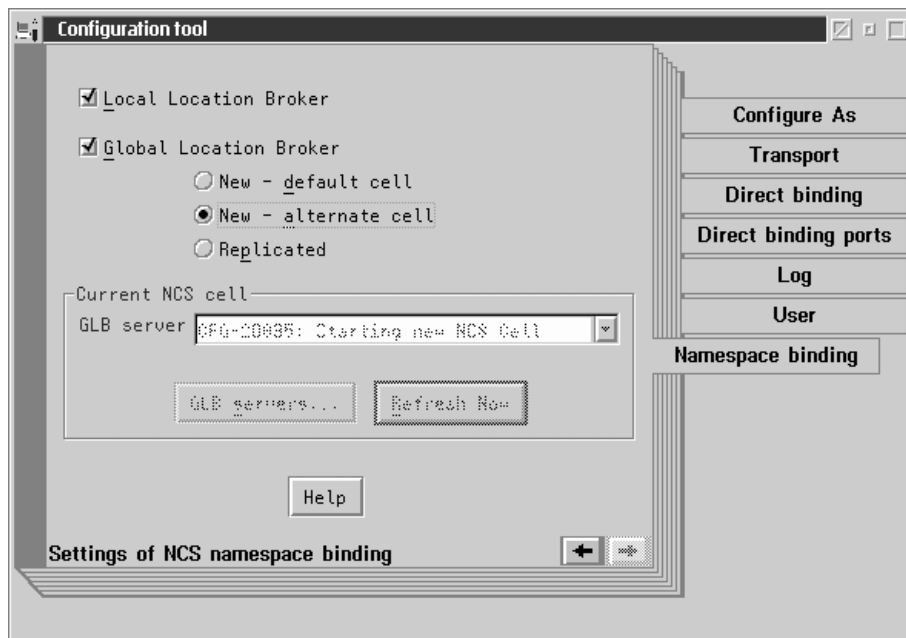 Configuration tool
Local Location Broker
Global Location Broker
New - default cell
New - alternate cell
Replicated
Current NCS cell
GLB server
CFG-20035: Starting new NCS Cell
GLB servers...
Refresh Now
Help
Settings of NCS namespace binding
Configure As
Transport
Direct binding
Direct binding ports
Log
User
Namespace binding